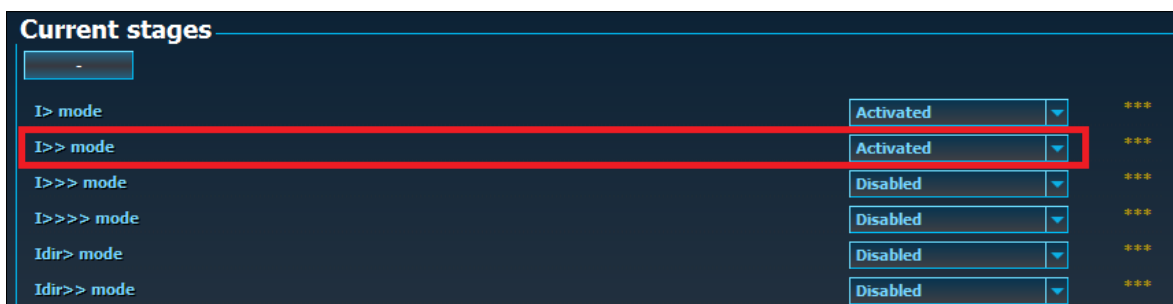 Current stages
-
I> mode Activated ***
I>> mode Activated ***
I>>> mode Disabled ***
I>>>> mode Disabled ***
Idir> mode Disabled ***
Idir>> mode Disabled ***